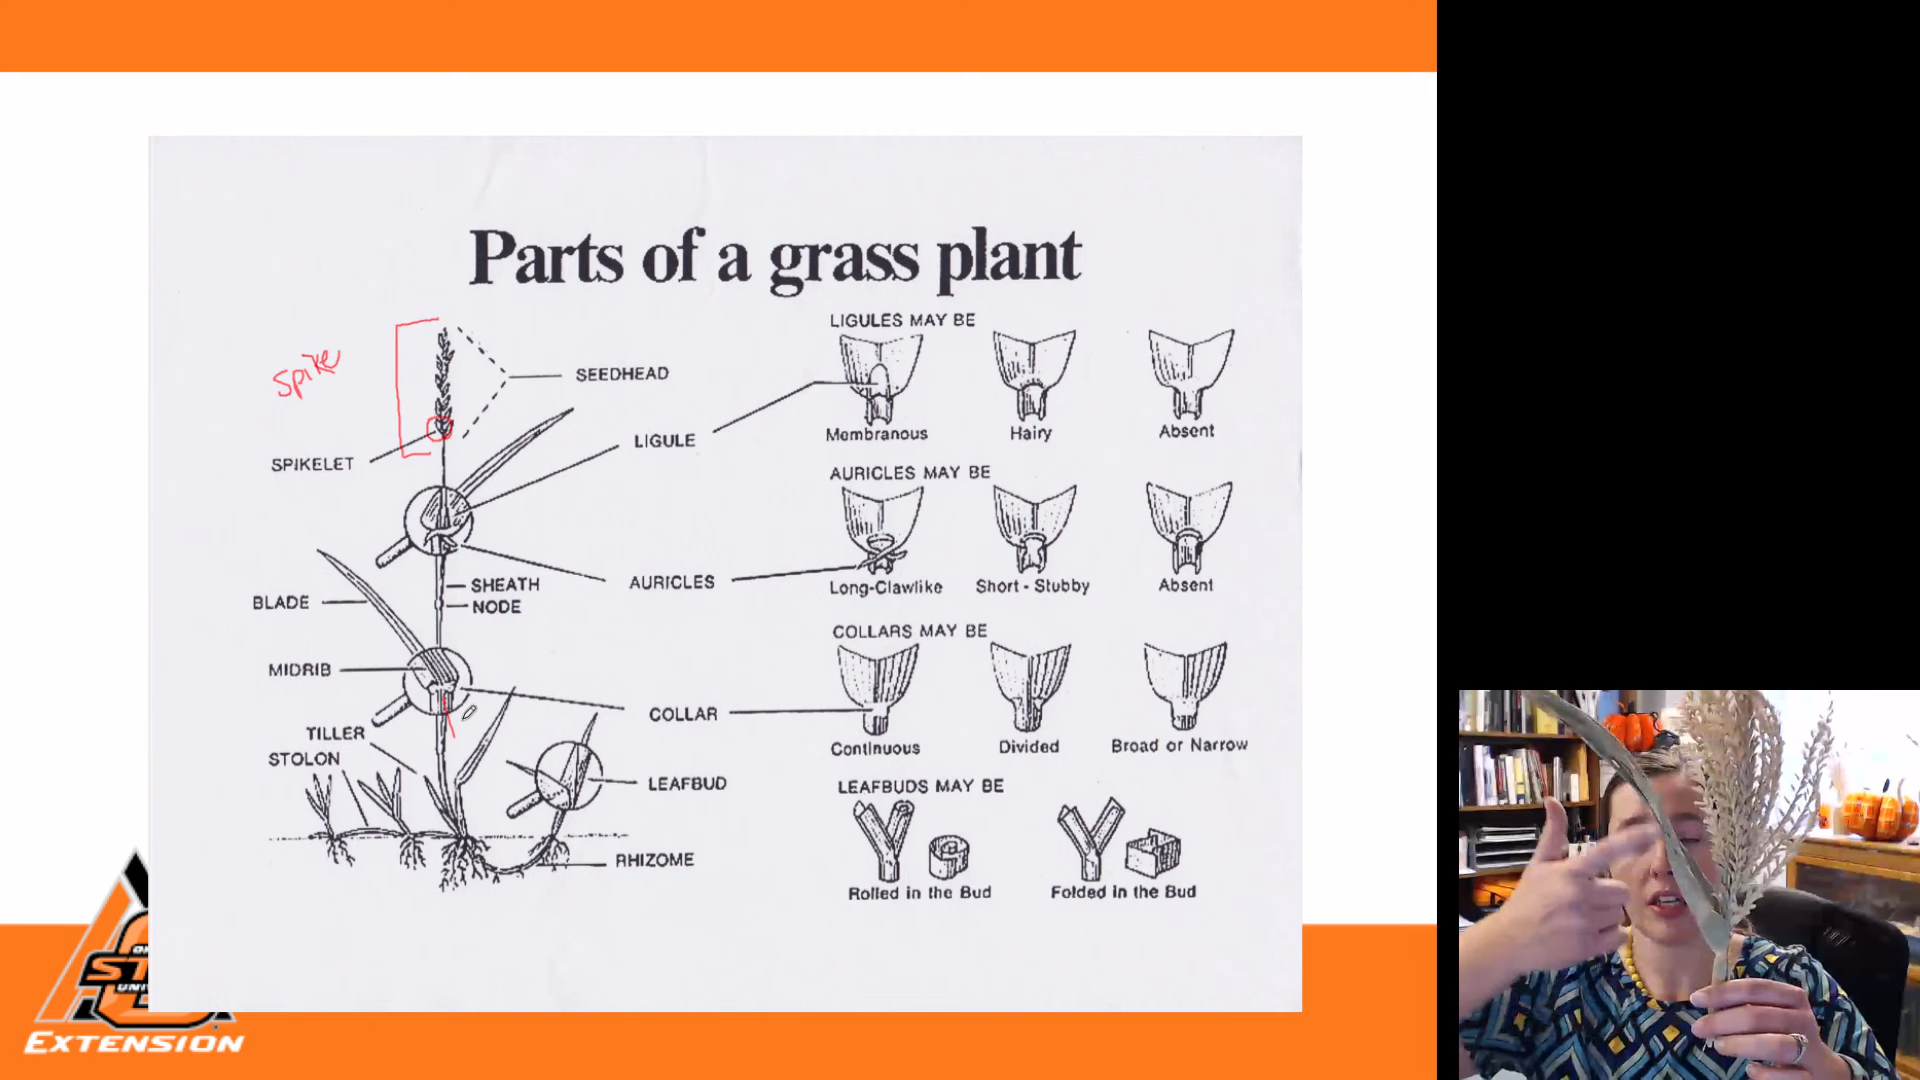 Parts of a grass plant
Spike
SEEDHEAD
LIGULE
SPIKELET
SHEATH
NODE
AURICLES
BLADE
MIDRIB
COLLAR
TILLER
STOLON
LEAFBUD
RHIZOME
LIGULES MAY BE
Membranous Hairy Absent
AURICLES MAY BE
Long-Clawlike Short - Stubby Absent
COLLARS MAY BE
Continuous Divided Broad or Narrow
LEAFBUDS MAY BE
Rolled in the Bud Folded in the Bud
EXTENSION